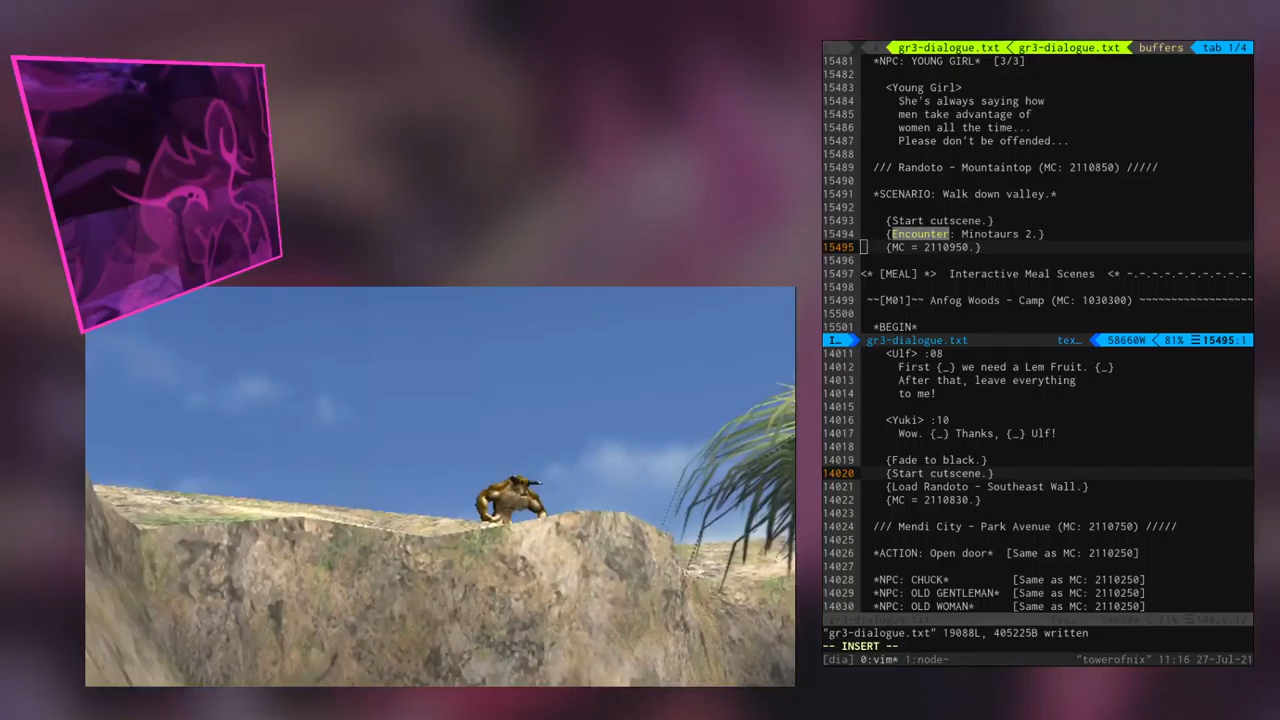 gr3-dialogue.txt gr3-dialogue.txt buffers tab 1/4
15481 *NPC: YOUNG GIRL* [3/3]
15482
15483 <Young Girl>
15484 She's always saying how
15485 men take advantage of
15486 women all the time...
15487 Please don't be offended...
15488
15489 /// Randoto - Mountaintop (MC: 2110850) /////
15490
15491 *SCENARIO: Walk down valley.*
15492
15493 {Start cutscene.}
15494 {Encounter: Minotaurs 2.}
15495 {MC = 2110950.}
15496
15497 <* [MEAL] *> Interactive Meal Scenes <* -.-.-.-.-.-.-.-.-.-.
15498
15499 ~~[M01]~~ Anfog Woods - Camp (MC: 1030300) ~~~~~~~~~~~~~~~~~
15500
15501 *BEGIN*
I… gr3-dialogue.txt tex… 58660W 81% ☰ 15495:1
14011 <Ulf> :08
14012 First {_} we need a Lem Fruit. {_}
14013 After that, leave everything
14014 to me!
14015
14016 <Yuki> :10
14017 Wow. {_} Thanks, {_} Ulf!
14018
14019 {Fade to black.}
14020 {Start cutscene.}
14021 {Load Randoto - Southeast Wall.}
14022 {MC = 2110830.}
14023
14024 /// Mendi City - Park Avenue (MC: 2110750) /////
14025
14026 *ACTION: Open door* [Same as MC: 2110250]
14027
14028 *NPC: CHUCK* [Same as MC: 2110250]
14029 *NPC: OLD GENTLEMAN* [Same as MC: 2110250]
14030 *NPC: OLD WOMAN* [Same as MC: 2110250]
"gr3-dialogue.txt" 19088L, 405225B written
-- INSERT --
[dia] 0:vim* 1:node- "towerofnix" 11:16 27-Jul-21